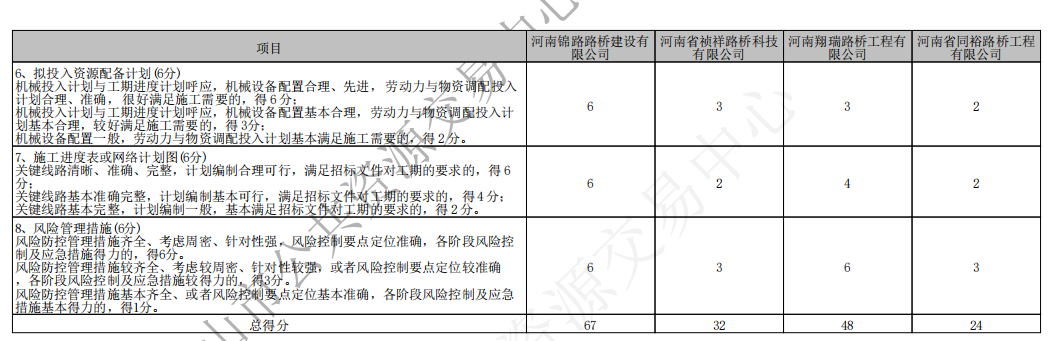 项目
河南锦路路桥建设有
限公司
河南省祯祥路桥科技
有限公司
河南翔瑞路桥工程有
限公司
河南省同裕路桥工程
有限公司
6、拟投入资源配备计划(6分)
机械投入计划与工期进度计划呼应，机械设备配置合理、先进，劳动力与物资调配投入
计划合理、准确，很好满足施工需要的，得6分；
机械投入计划与工期进度计划呼应，机械设备配置基本合理，劳动力与物资调配投入计
划基本合理，较好满足施工需要的，得3分；
机械设备配置一般，劳动力与物资调配投入计划基本满足施工需要的，得2分。
6
3
3
2
7、施工进度表或网络计划图(6分)
关键线路清晰、准确、完整，计划编制合理可行，满足招标文件对工期的要求的，得6
分；
关键线路基本准确完整，计划编制基本可行，满足招标文件对工期的要求的，得4分；
关键线路基本完整，计划编制一般，基本满足招标文件对工期的要求的，得2分。
6
2
4
2
8、风险管理措施(6分)
风险防控管理措施齐全、考虑周密、针对性强，风险控制要点定位准确，各阶段风险控
制及应急措施得力的，得6分。
风险防控管理措施较齐全、考虑较周密、针对性较强，或者风险控制要点定位较准确
，各阶段风险控制及应急措施较得力的，得3分。
风险防控管理措施基本齐全、或者风险控制要点定位基本准确，各阶段风险控制及应急
措施基本得力的，得1分。
6
3
6
3
总得分
67
32
48
24
山市公共资源交易中心
资源交易中心